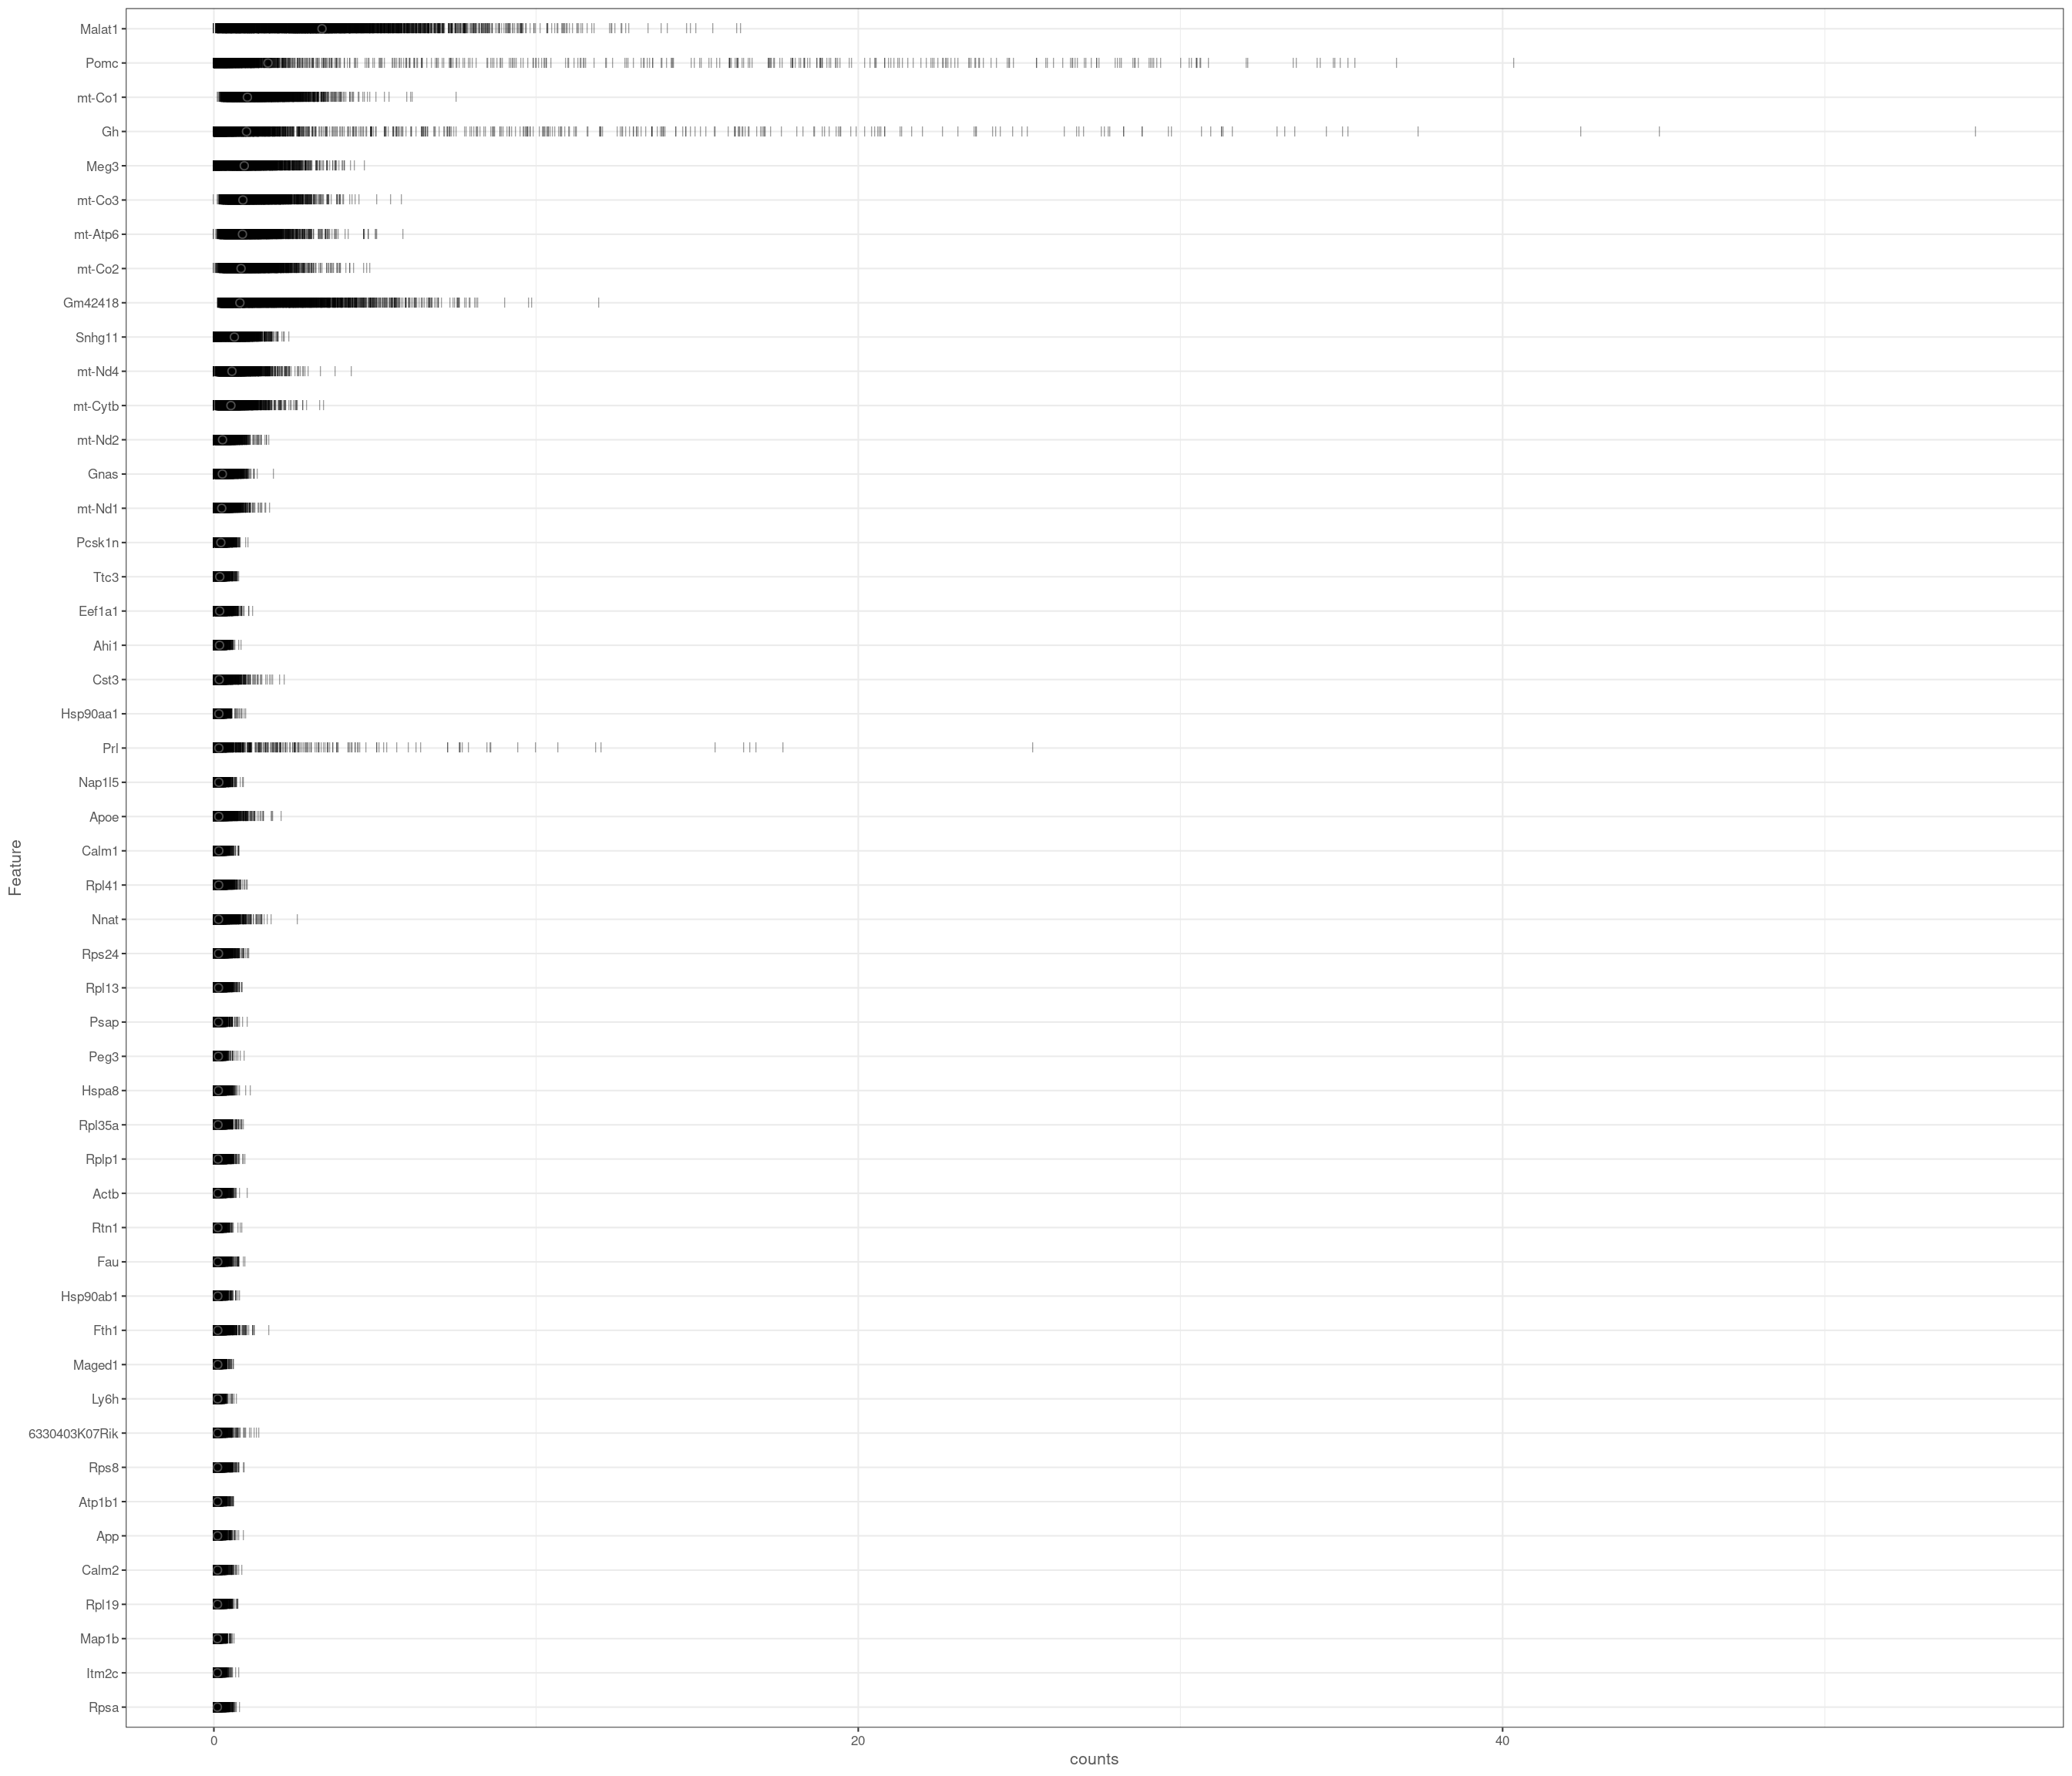 Malat1
Pomc
mt-Co1
Gh
Meg3
mt-Co3
mt-Atp6
mt-Co2
Gm42418
Snhg11
mt-Nd4
mt-Cytb
mt-Nd2
Gnas
mt-Nd1
Pcsk1n
Ttc3
Eef1a1
Ahi1
Cst3
Hsp90aa1
Prl
Nap1l5
Apoe
Calm1
Rpl41
Nnat
Rps24
Rpl13
Psap
Peg3
Hspa8
Rpl35a
Rplp1
Actb
Rtn1
Fau
Hsp90ab1
Fth1
Maged1
Ly6h
6330403K07Rik
Rps8
Atp1b1
App
Calm2
Rpl19
Map1b
Itm2c
Rpsa
Feature
0 20 40
counts